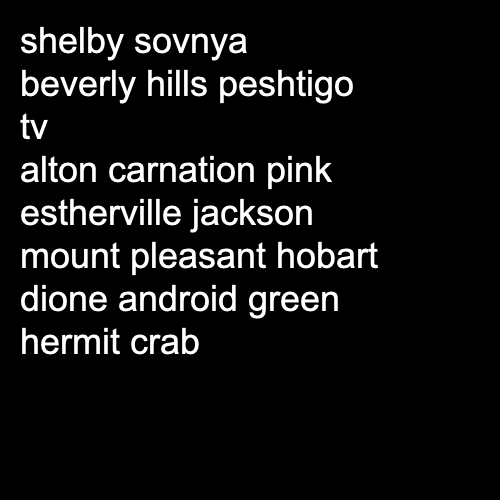 shelby sovnya
beverly hills peshtigo
tv
alton carnation pink
estherville jackson
mount pleasant hobart
dione android green
hermit crab